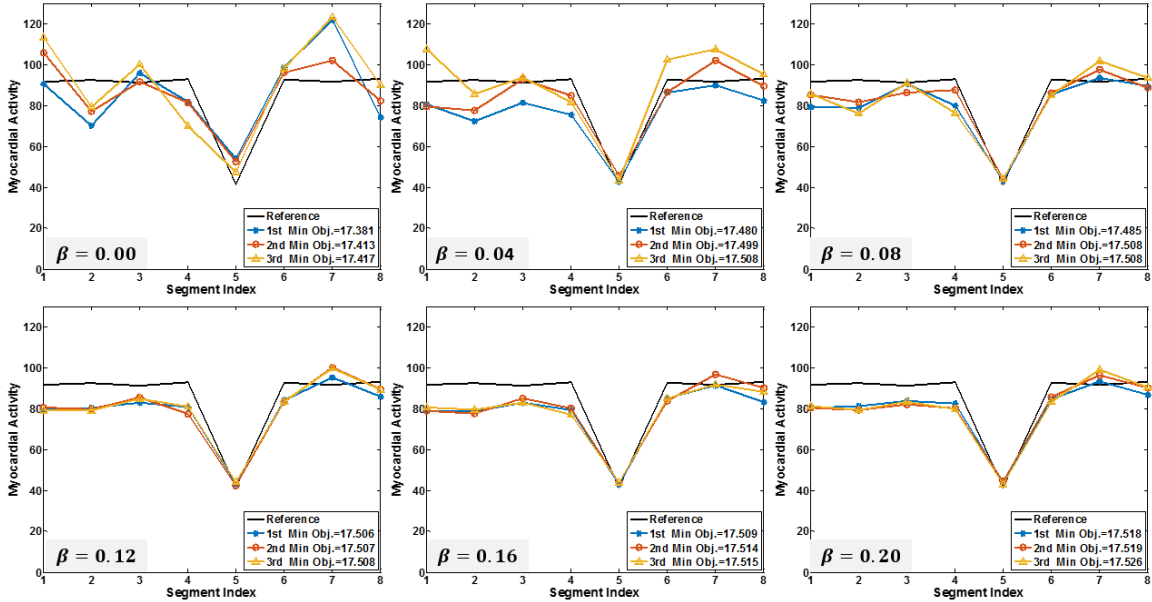 Myocardial Activity
120
100
80
60
40
20
0
1 2 3 4 5 6 7 8
Segment Index
Reference
1st Min Obj.=17.381
2nd Min Obj.=17.413
3rd Min Obj.=17.417
β = 0.00
Myocardial Activity
120
100
80
60
40
20
0
1 2 3 4 5 6 7 8
Segment Index
Reference
1st Min Obj.=17.480
2nd Min Obj.=17.499
3rd Min Obj.=17.508
β = 0.04
Myocardial Activity
120
100
80
60
40
20
0
1 2 3 4 5 6 7 8
Segment Index
Reference
1st Min Obj.=17.485
2nd Min Obj.=17.508
3rd Min Obj.=17.508
β = 0.08
Myocardial Activity
120
100
80
60
40
20
0
1 2 3 4 5 6 7 8
Segment Index
Reference
1st Min Obj.=17.506
2nd Min Obj.=17.507
3rd Min Obj.=17.508
β = 0.12
Myocardial Activity
120
100
80
60
40
20
0
1 2 3 4 5 6 7 8
Segment Index
Reference
1st Min Obj.=17.509
2nd Min Obj.=17.514
3rd Min Obj.=17.515
β = 0.16
Myocardial Activity
120
100
80
60
40
20
0
1 2 3 4 5 6 7 8
Segment Index
Reference
1st Min Obj.=17.518
2nd Min Obj.=17.519
3rd Min Obj.=17.526
β = 0.20